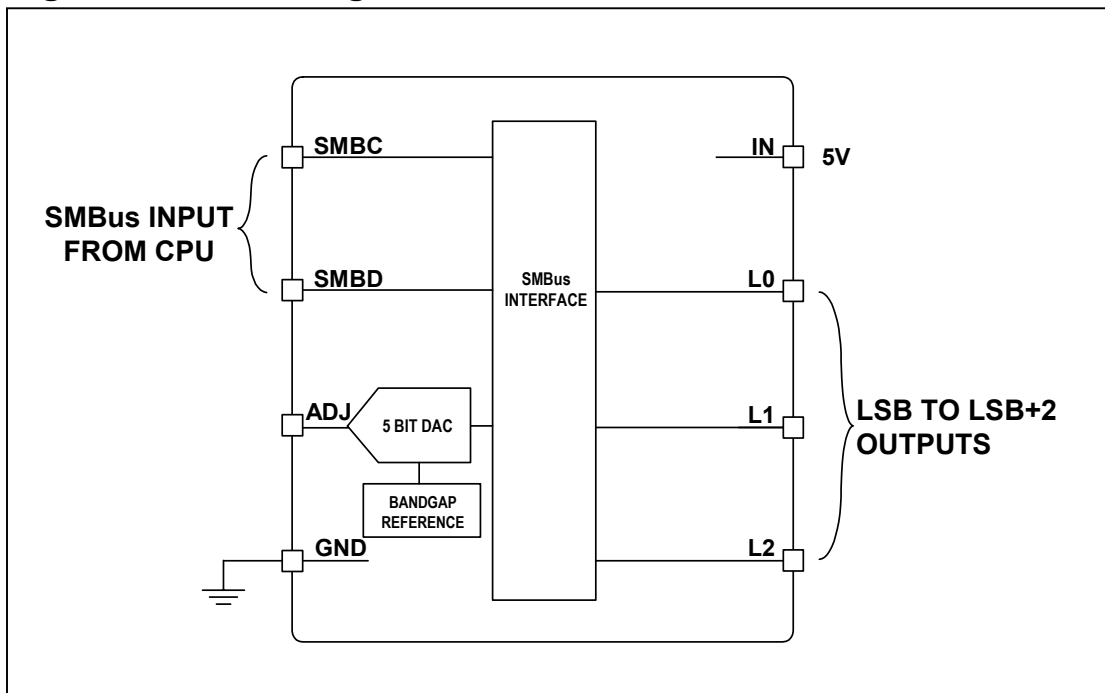 SMBC
IN
5V
SMBus INPUT
FROM CPU
SMBD
SMBus
INTERFACE
L0
ADJ
5 BIT DAC
L1
LSB TO LSB+2
OUTPUTS
BANDGAP
REFERENCE
GND
L2